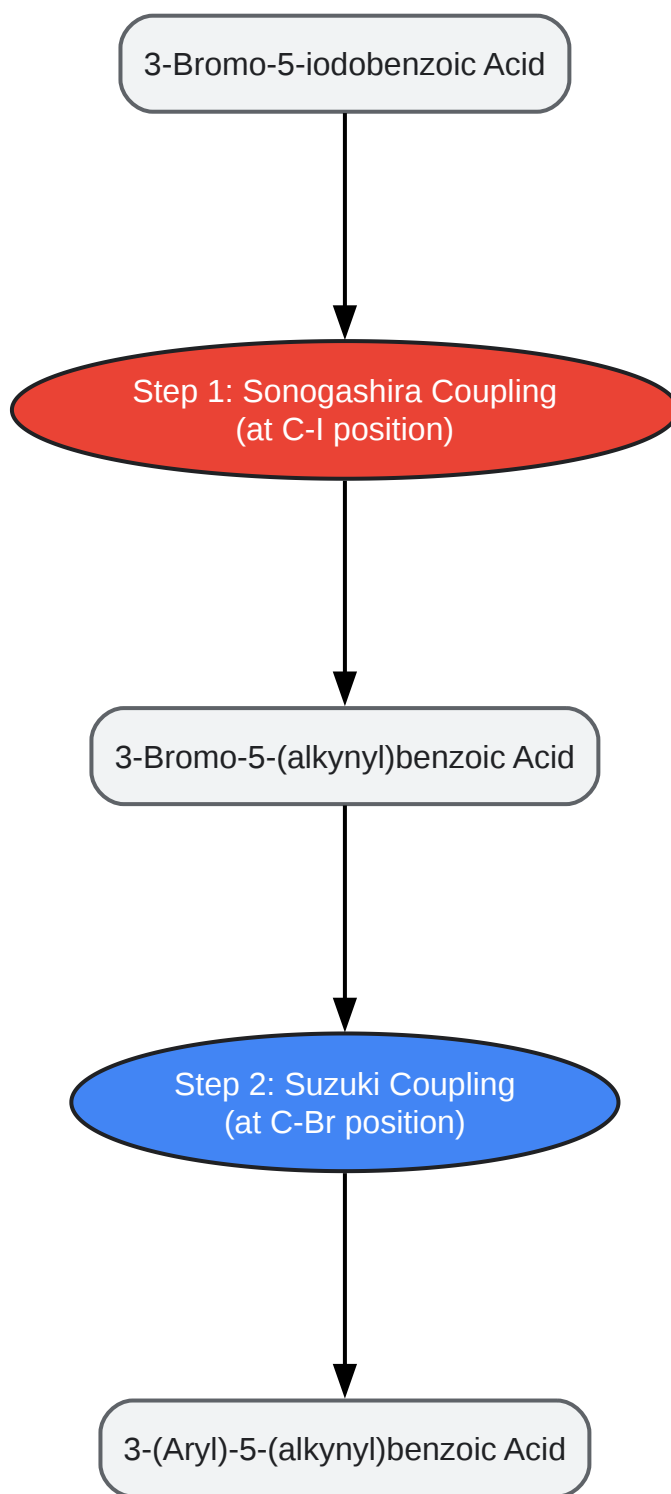 3-Bromo-5-iodobenzoic Acid
Step 1: Sonogashira Coupling
(at C-I position)
3-Bromo-5-(alkynyl)benzoic Acid
Step 2: Suzuki Coupling
(at C-Br position)
3-(Aryl)-5-(alkynyl)benzoic Acid